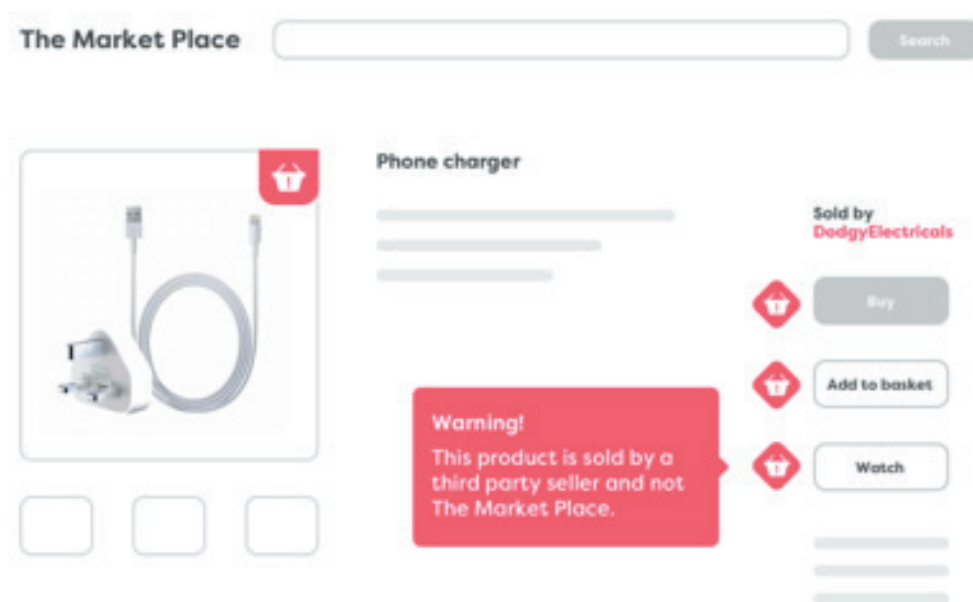 The Market Place
Search
Phone charger
Sold by
DodgyElectricals
Buy
Add to basket
Warning!
This product is sold by a
third party seller and not
The Market Place.
Watch